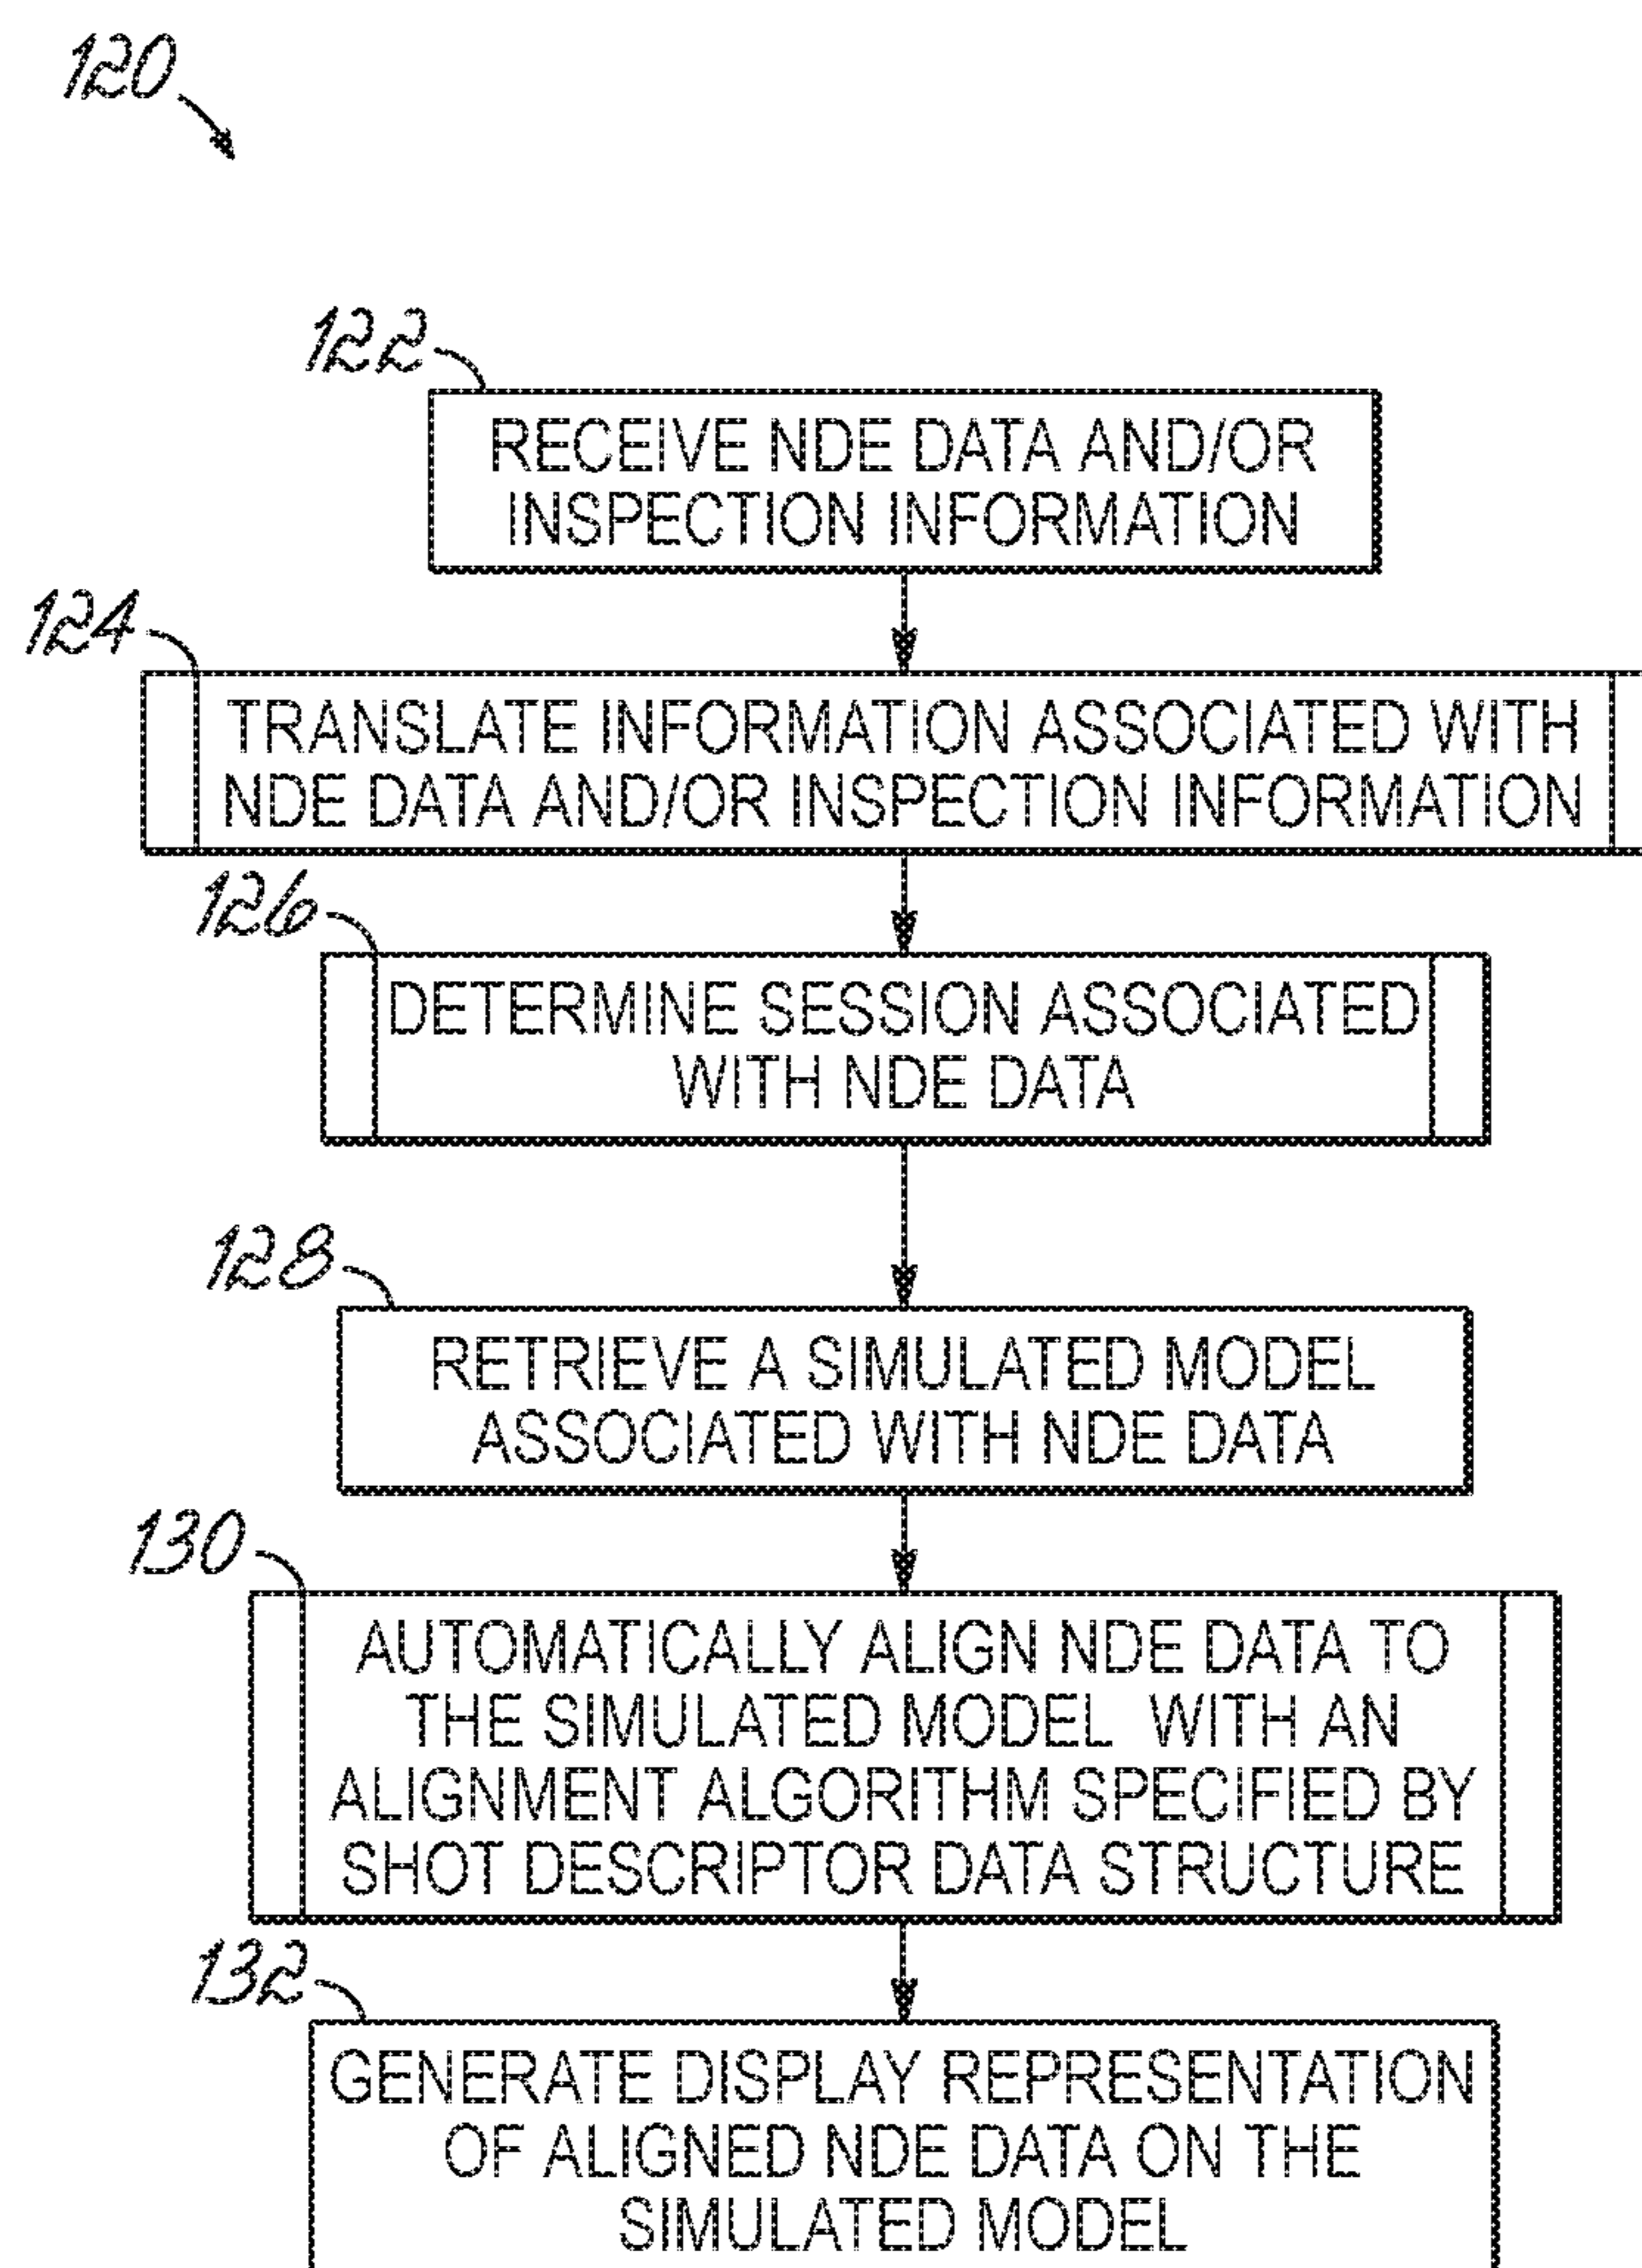 120
122
RECEIVE NDE DATA AND/OR
INSPECTION INFORMATION
124
TRANSLATE INFORMATION ASSOCIATED WITH
NDE DATA AND/OR INSPECTION INFORMATION
126
DETERMINE SESSION ASSOCIATED
WITH NDE DATA
128
RETRIEVE A SIMULATED MODEL
ASSOCIATED WITH NDE DATA
130
AUTOMATICALLY ALIGN NDE DATA TO
THE SIMULATED MODEL WITH AN
ALIGNMENT ALGORITHM SPECIFIED BY
SHOT DESCRIPTOR DATA STRUCTURE
132
GENERATE DISPLAY REPRESENTATION
OF ALIGNED NDE DATA ON THE
SIMULATED MODEL